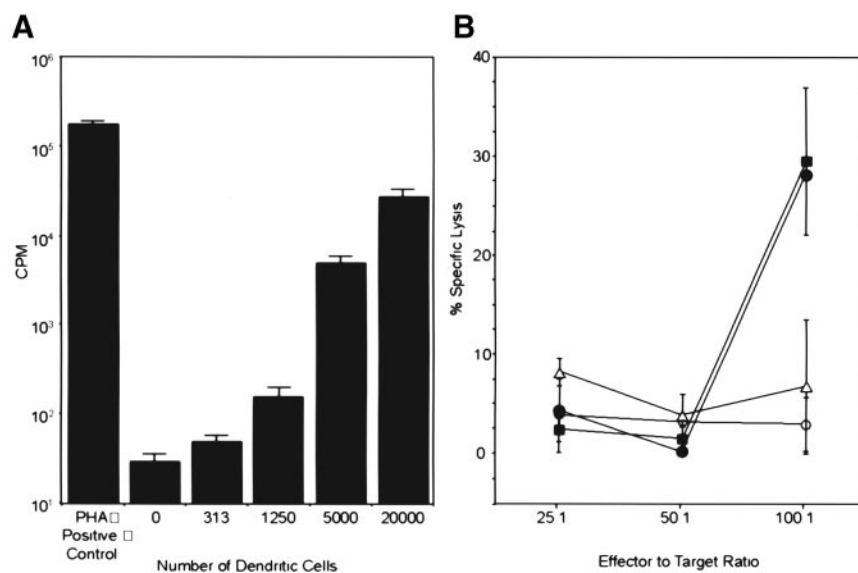 A
10^6
10^5
10^4
10^3
10^2
10^1
CPM
PHA□ 0 313 1250 5000 20000
Positive □
Control
Number of Dendritic Cells
B
40
30
20
10
0
% Specific Lysis
25 1 50 1 100 1
Effector to Target Ratio